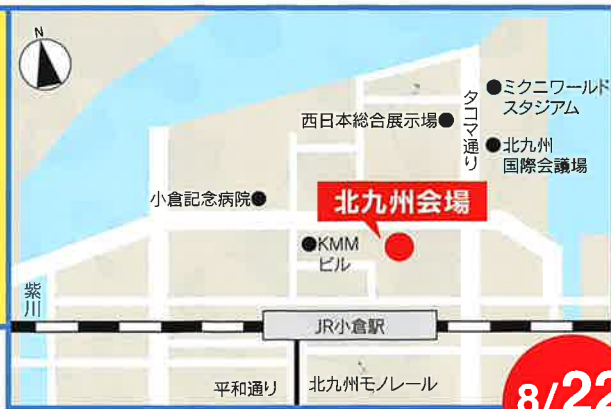 N
ミクニワールド
スタジアム
西日本総合展示場
タコマ通り
北九州
国際会議場
小倉記念病院
北九州会場
KMM
ビル
紫川
JR小倉駅
平和通り
北九州モノレール
8/22